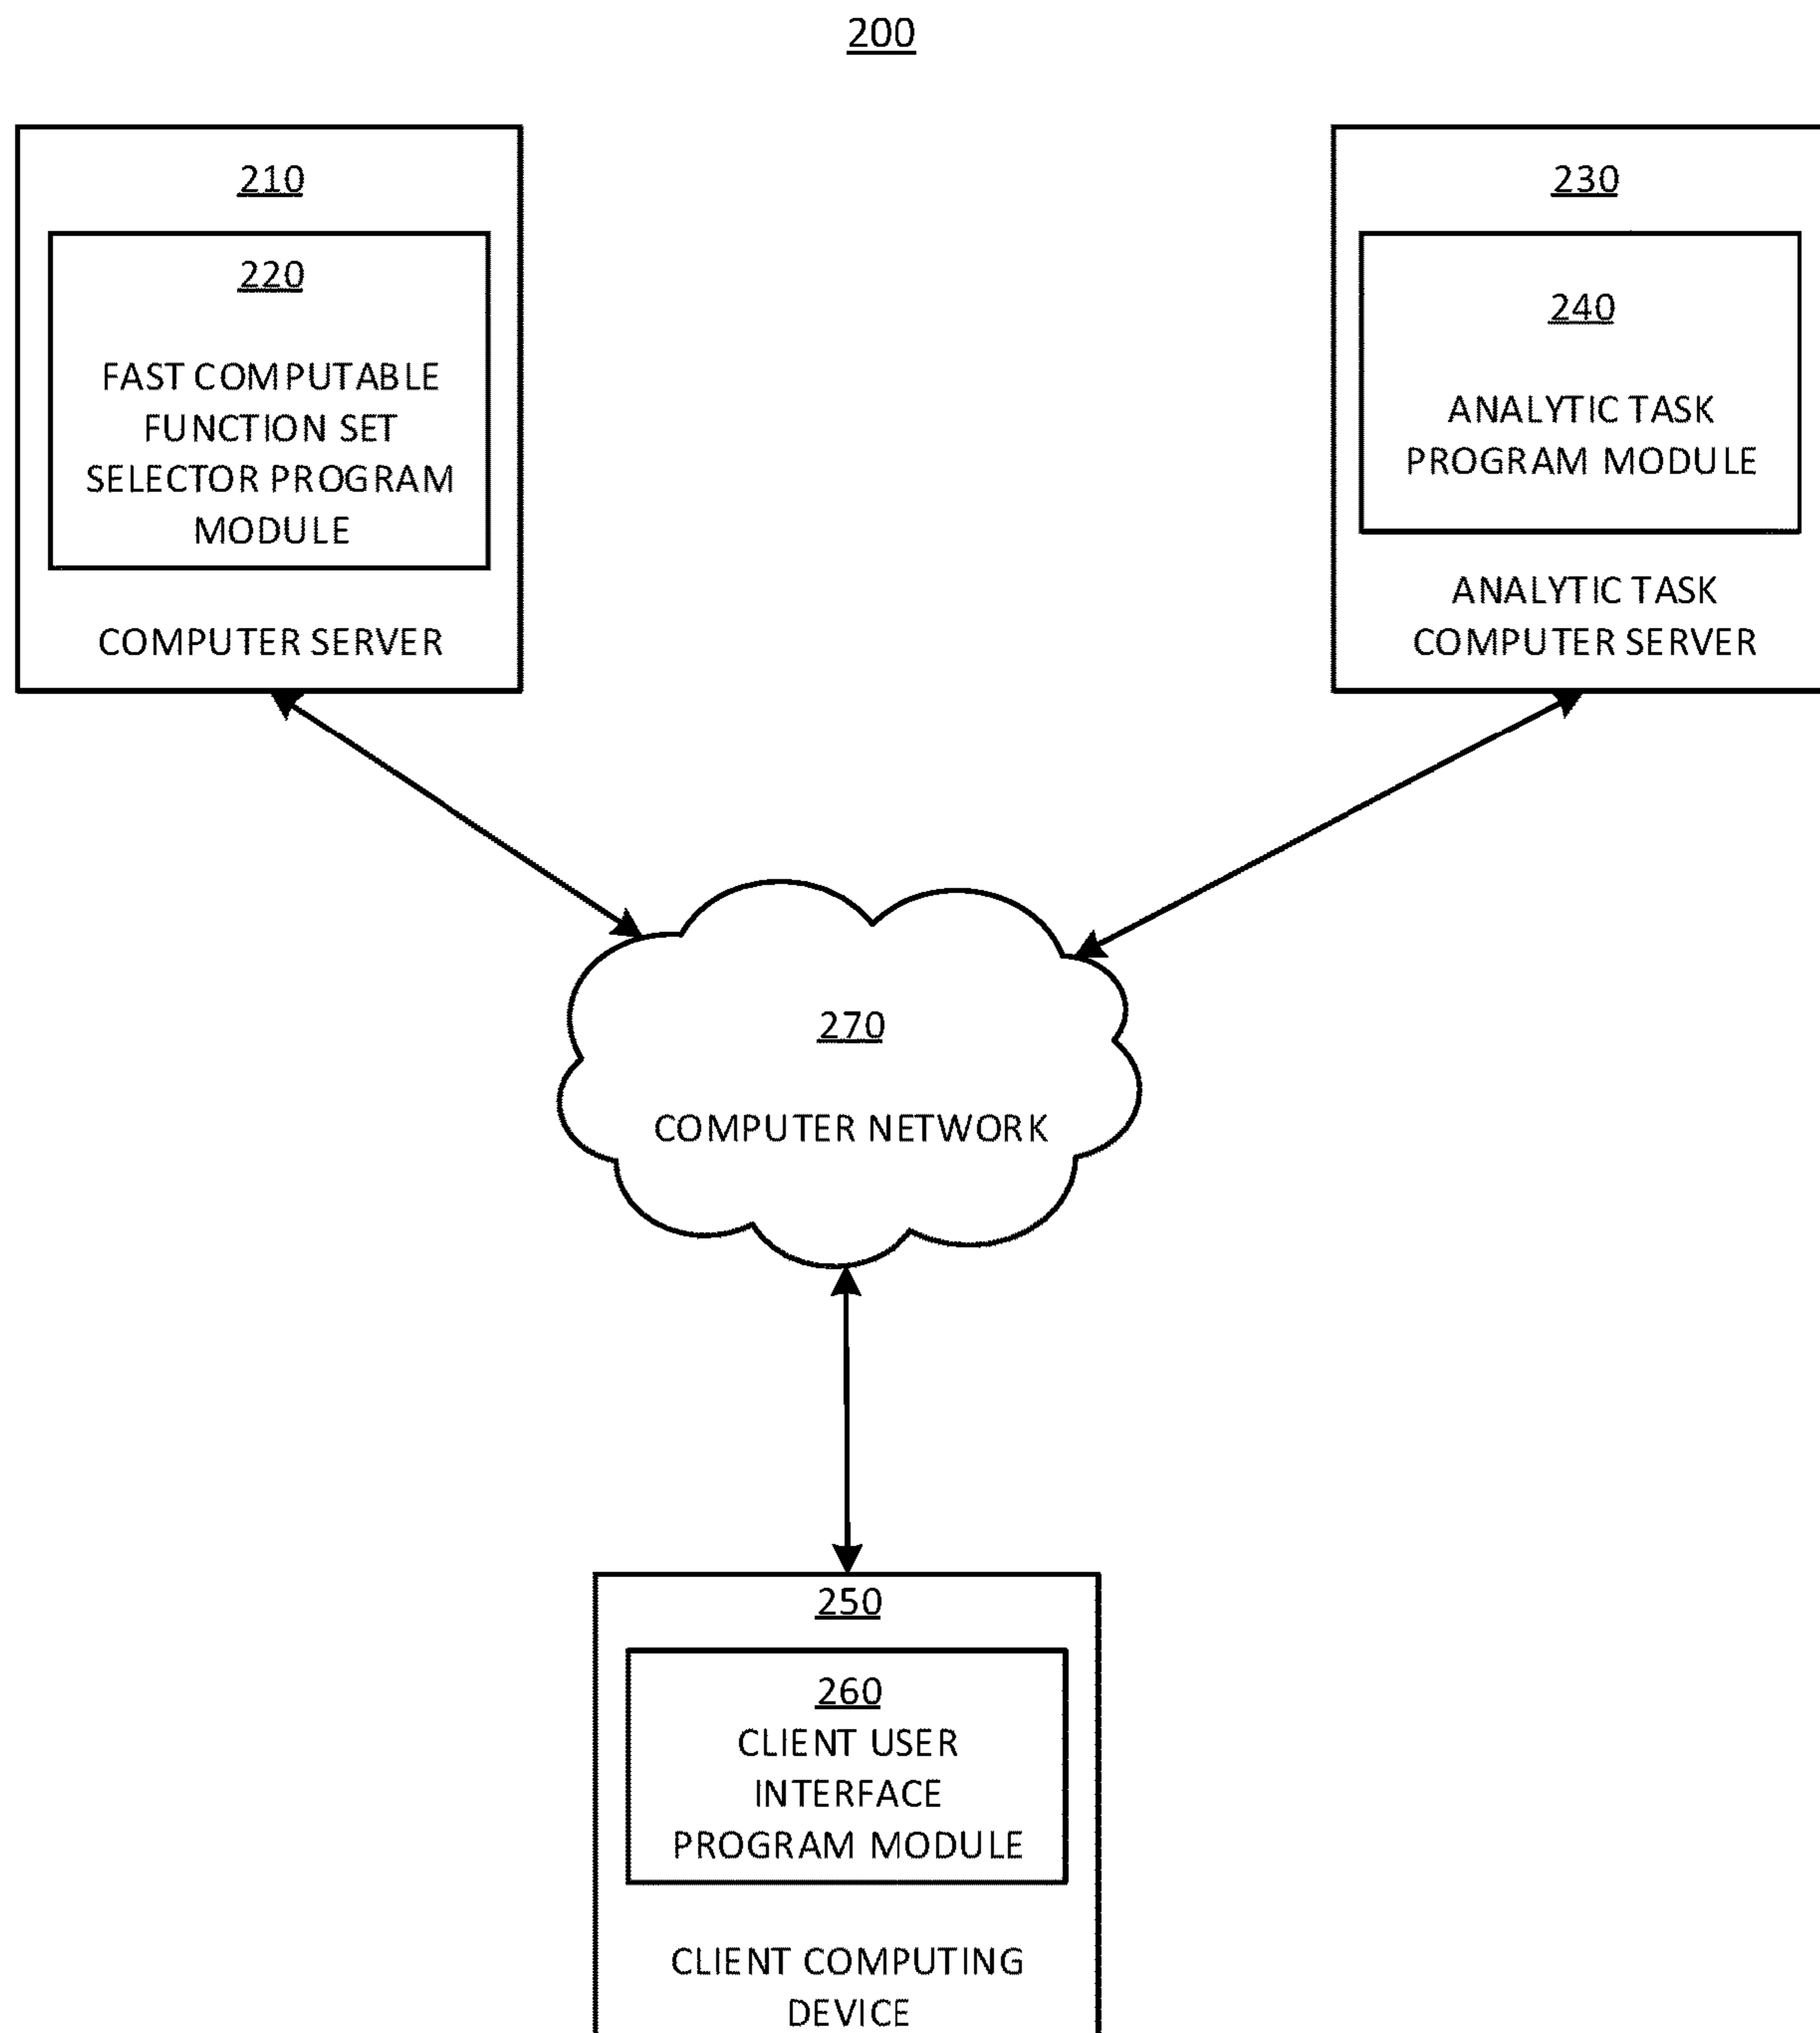 200
210
220
FAST COMPUTABLE
FUNCTION SET
SELECTOR PROGRAM
MODULE
COMPUTER SERVER
230
240
ANALYTIC TASK
PROGRAM MODULE
ANALYTIC TASK
COMPUTER SERVER
270
COMPUTER NETWORK
250
260
CLIENT USER
INTERFACE
PROGRAM MODULE
CLIENT COMPUTING
DEVICE